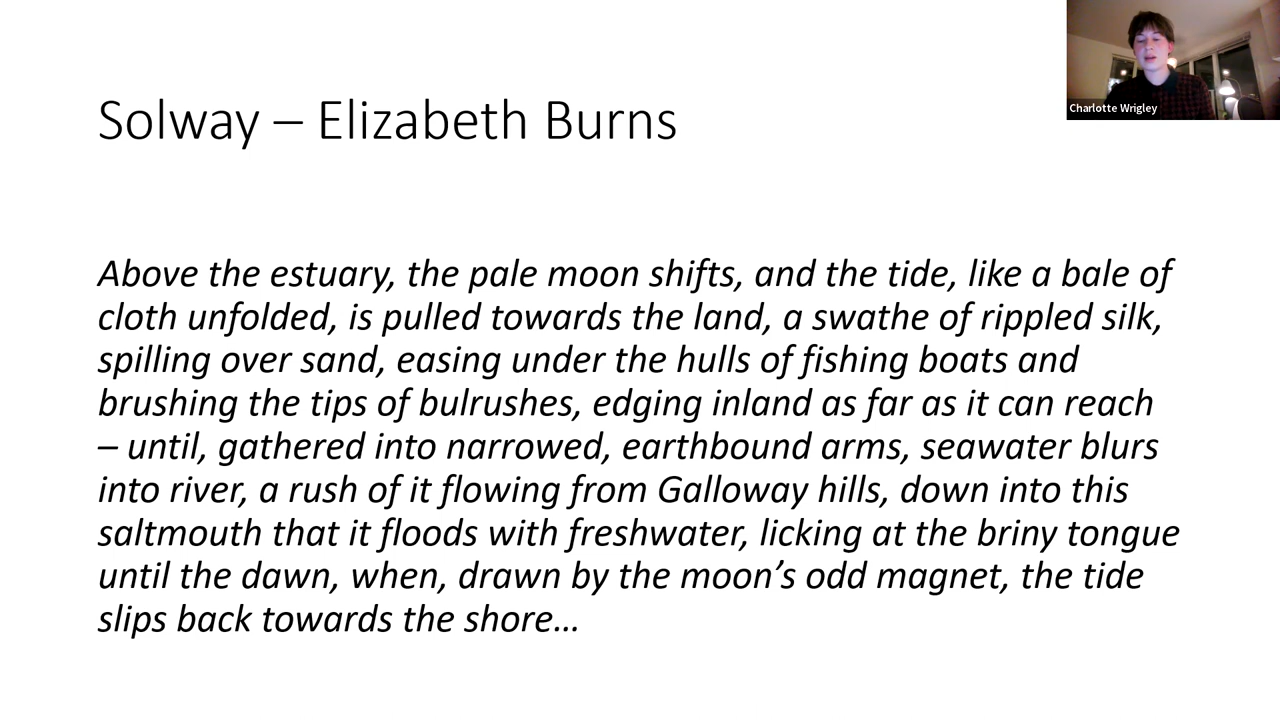 Solway – Elizabeth Burns
Charlotte Wrigley
Above the estuary, the pale moon shifts, and the tide, like a bale of
cloth unfolded, is pulled towards the land, a swathe of rippled silk,
spilling over sand, easing under the hulls of fishing boats and
brushing the tips of bulrushes, edging inland as far as it can reach
– until, gathered into narrowed, earthbound arms, seawater blurs
into river, a rush of it flowing from Galloway hills, down into this
saltmouth that it floods with freshwater, licking at the briny tongue
until the dawn, when, drawn by the moon’s odd magnet, the tide
slips back towards the shore…